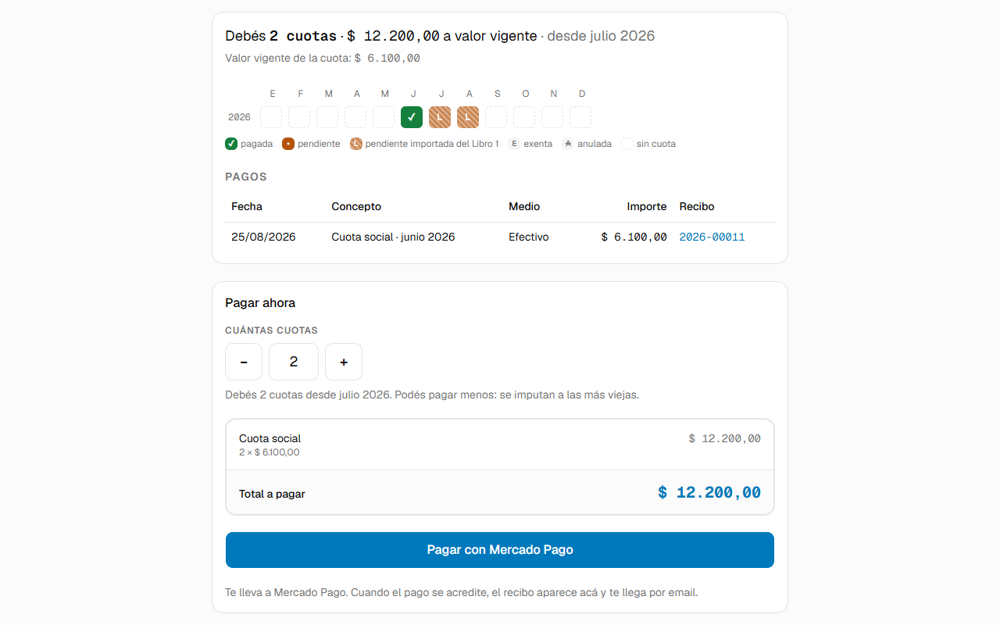 Debés 2 cuotas · $ 12.200,00 a valor vigente · desde julio 2026
Valor vigente de la cuota: $ 6.100,00
E F M A M J J A S O N D
2026 ✓ L L
✓ pagada • pendiente L pendiente importada del Libro 1 E exenta A anulada sin cuota
PAGOS
Fecha Concepto Medio Importe Recibo
25/08/2026 Cuota social · junio 2026 Efectivo $ 6.100,00 2026-00011
Pagar ahora
CUÁNTAS CUOTAS
− 2 +
Debés 2 cuotas desde julio 2026. Podés pagar menos: se imputan a las más viejas.
Cuota social $ 12.200,00
2 × $ 6.100,00
Total a pagar $ 12.200,00
Pagar con Mercado Pago
Te lleva a Mercado Pago. Cuando el pago se acredite, el recibo aparece acá y te llega por email.